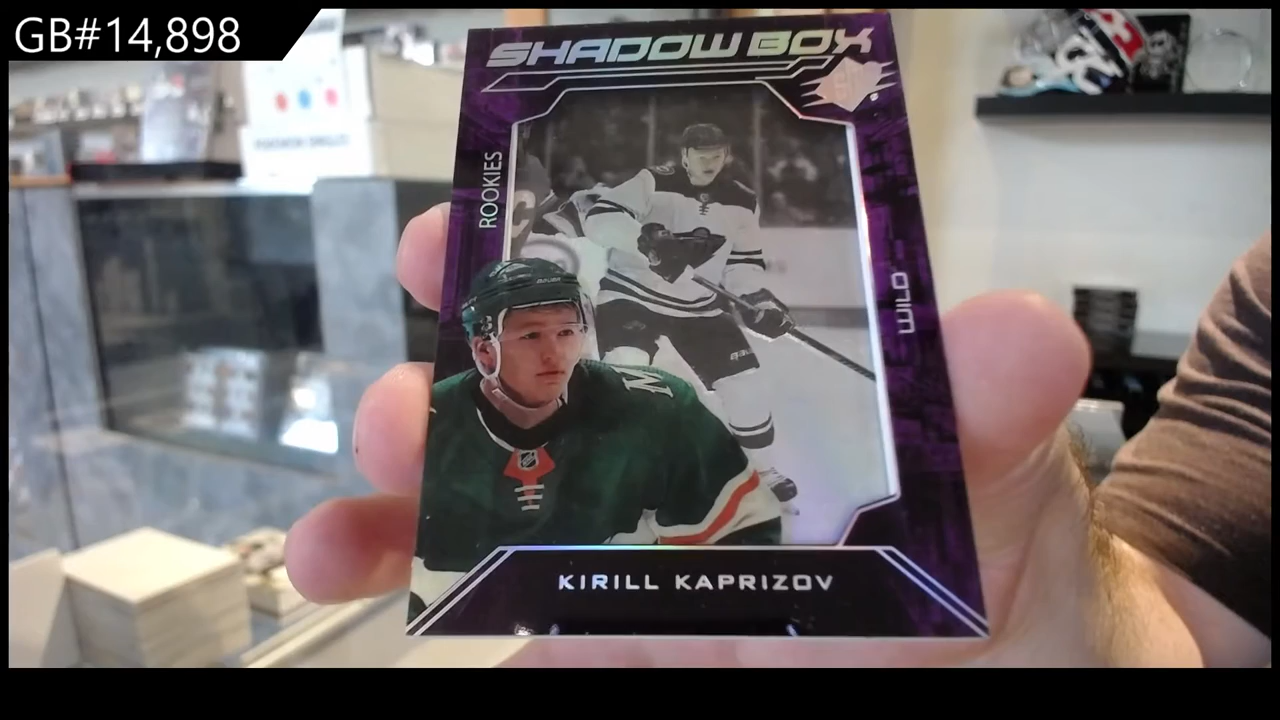 GB#14,898
SHADOW BOX
ROOKIES
WILD
KIRILL KAPRIZOV